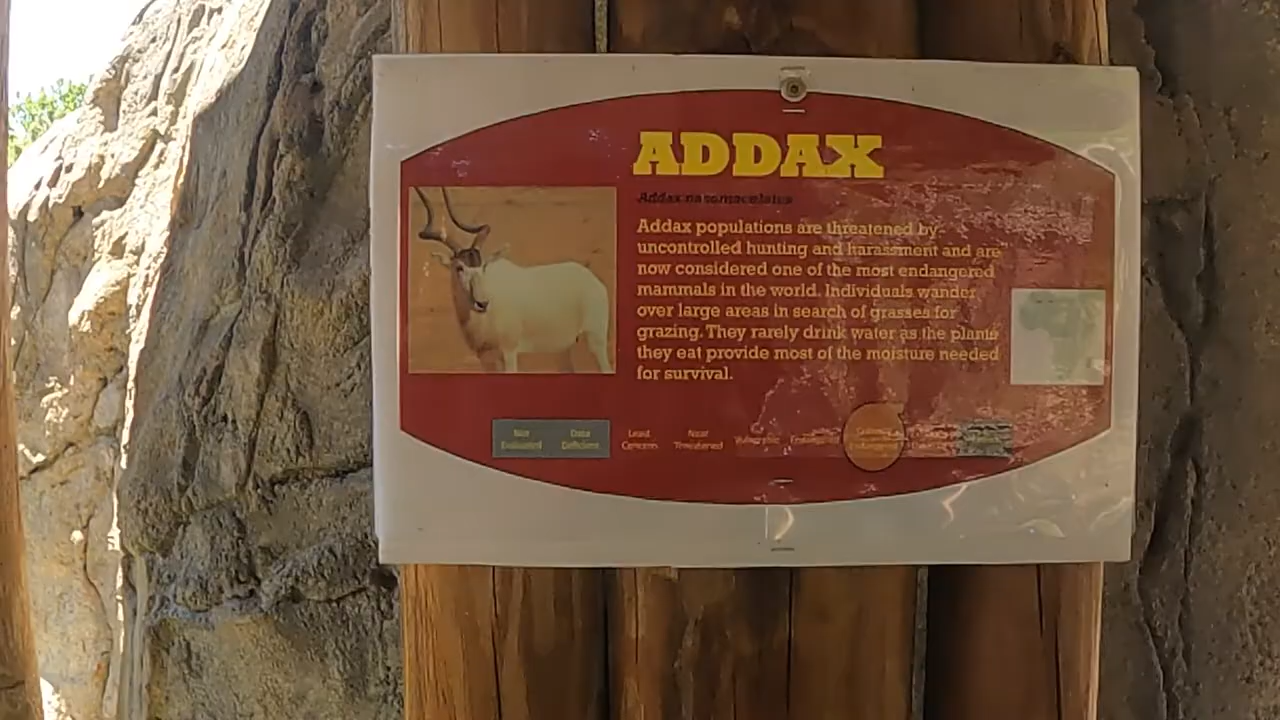 ADDAX
Addax nasomaculatus
Addax populations are threatened by
uncontrolled hunting and harassment and are
now considered one of the most endangered
mammals in the world. Individuals wander
over large areas in search of grasses for
grazing. They rarely drink water as the plants
they eat provide most of the moisture needed
for survival.
Not Data Least Near
Evaluated Deficient Concern Threatened Vulnerable Endangered